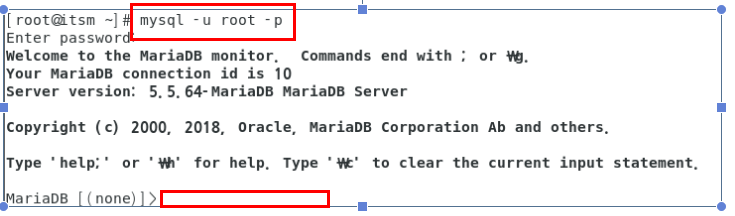 [root@itsm ~]# mysql -u root -p
Enter password:
Welcome to the MariaDB monitor.  Commands end with ; or ₩g.
Your MariaDB connection id is 10
Server version: 5.5.64-MariaDB MariaDB Server
Copyright (c) 2000, 2018, Oracle, MariaDB Corporation Ab and others.
Type 'help;' or '₩h' for help. Type '₩c' to clear the current input statement.
MariaDB [(none)]>